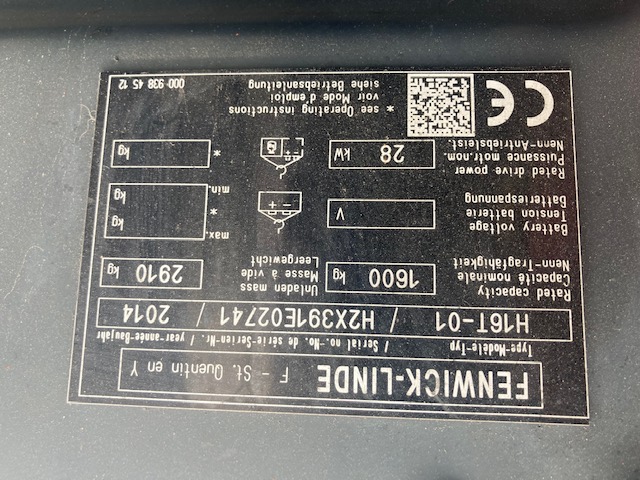 FENWICK-LINDE F - St. Quentin en Y
Type-Modèle-Typ / Serial no.-No. de série-Serien-Nr. / year-année-Baujahr
H16T-01 / H2X391E02741 / 2014
Rated capacity
Capacité nominale
Nenn-Tragfähigkeit
1600 kg
Unladen mass
Masse à vide
Leergewicht
2910 kg
Battery voltage
Tension batterie
Batteriespannung
V
- +
* max. kg
min. kg
Rated drive power
Puissance motr.nom.
Nenn-Antriebsleist.
28 kW
* kg
CE
* see Operating instructions
voir Mode d'emploi
siehe Betriebsanleitung
000 938 45 12